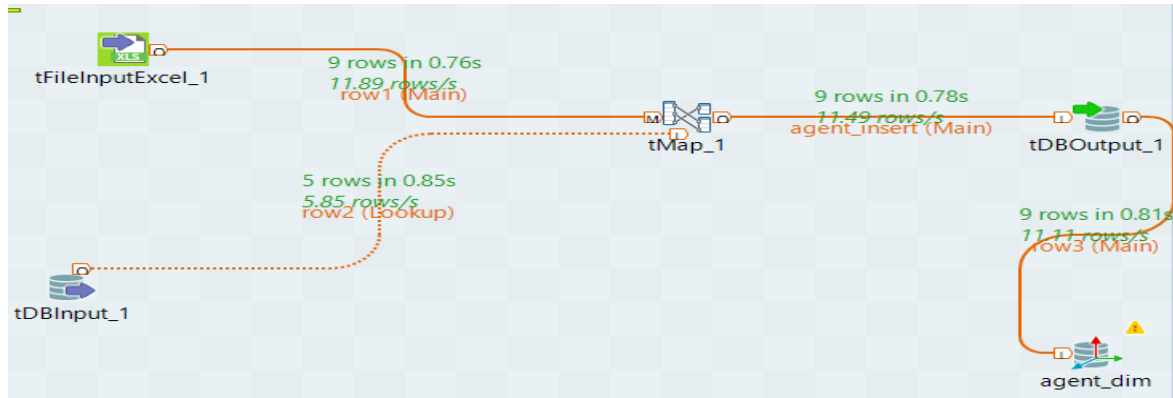 XLS
tFileInputExcel_1
9 rows in 0.76s
11.89 rows/s
row1 (Main)
M
tMap_1
9 rows in 0.78s
11.49 rows/s
agent_insert (Main)
tDBOutput_1
5 rows in 0.85s
5.85 rows/s
row2 (Lookup)
tDBInput_1
9 rows in 0.81s
11.11 rows/s
row3 (Main)
agent_dim